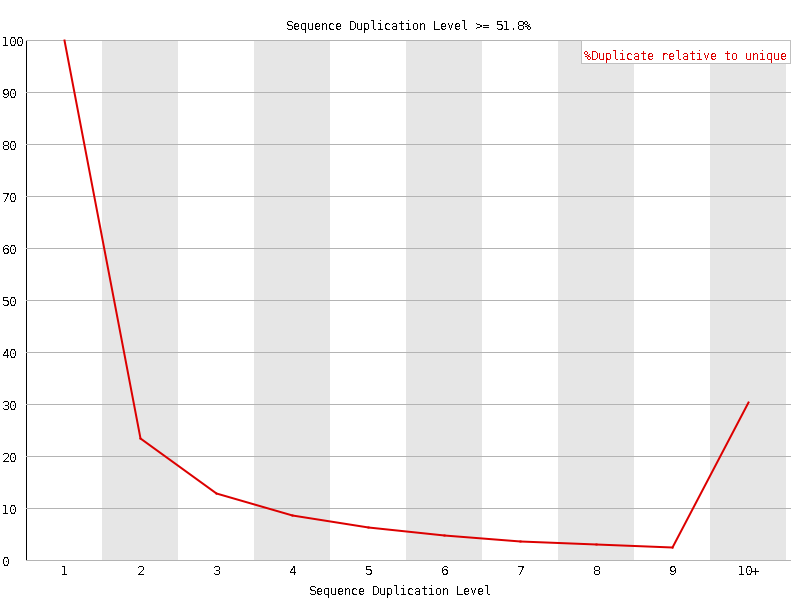 Sequence Duplication Level >= 51.8%
%Duplicate relative to unique
100
90
80
70
60
50
40
30
20
10
0
1 2 3 4 5 6 7 8 9 10+
Sequence Duplication Level